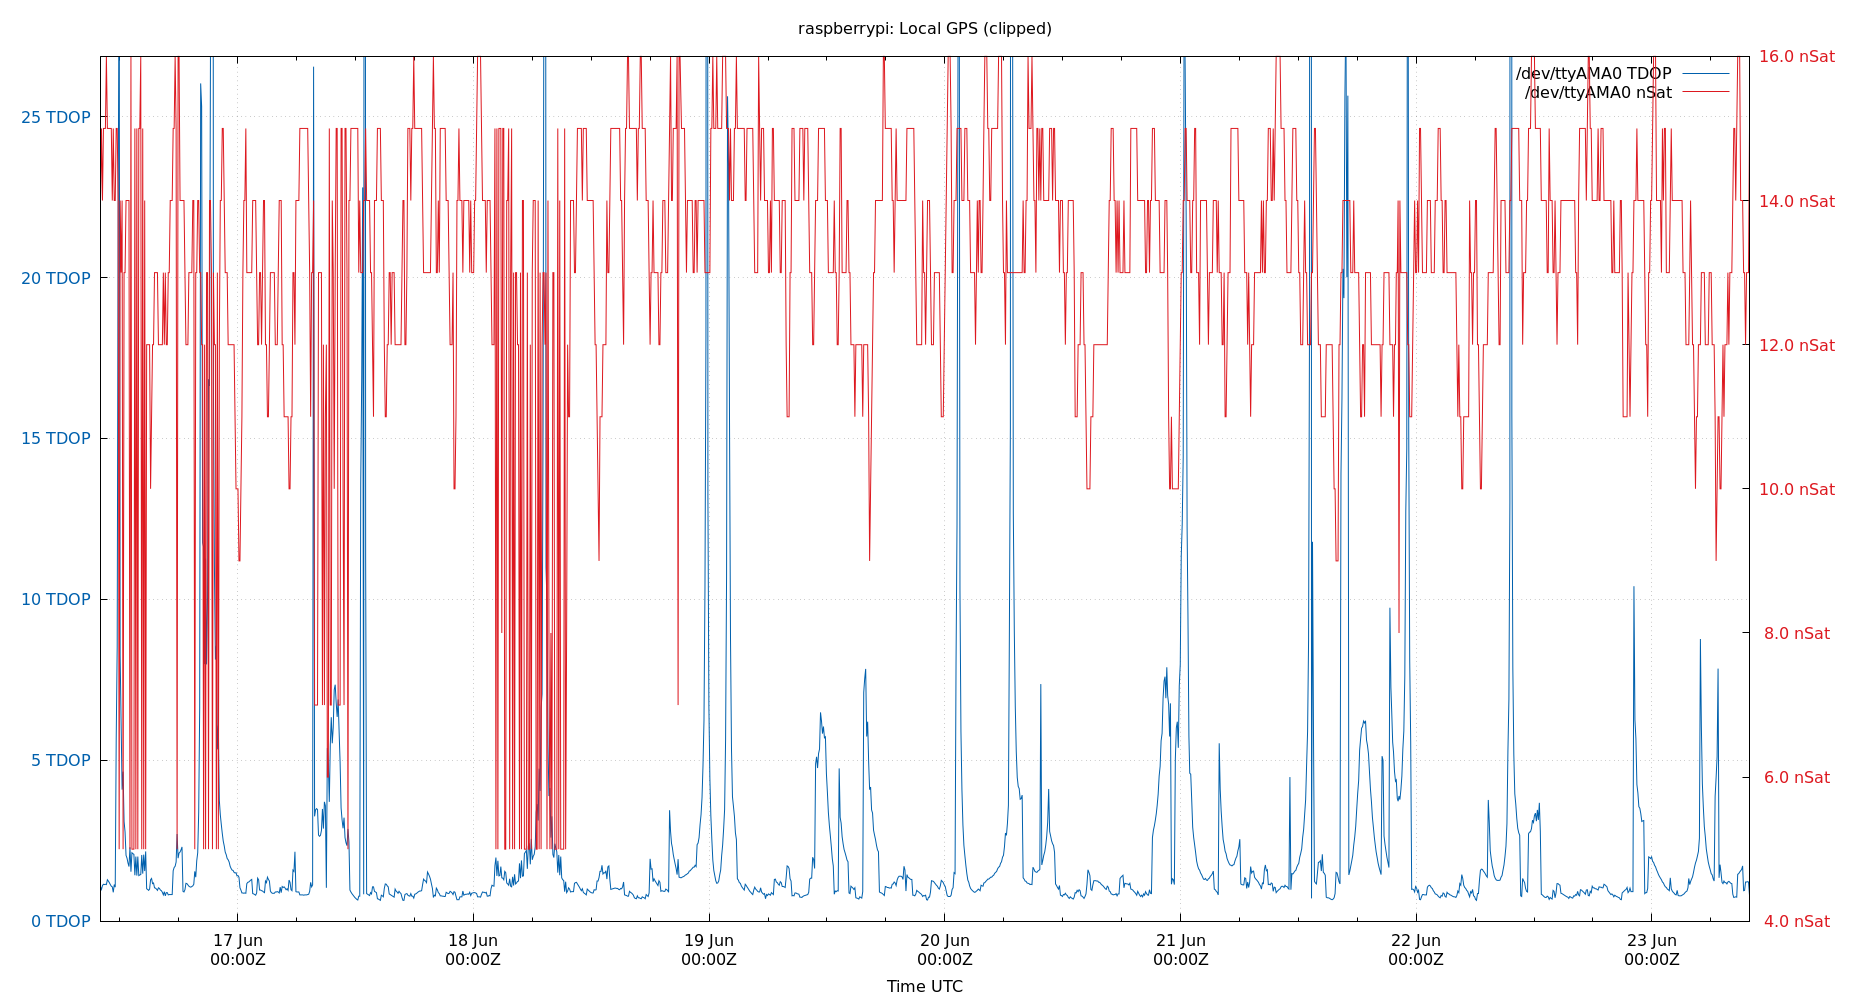 raspberrypi: Local GPS (clipped)
/dev/ttyAMA0 TDOP
/dev/ttyAMA0 nSat
25 TDOP
20 TDOP
15 TDOP
10 TDOP
5 TDOP
0 TDOP
16.0 nSat
14.0 nSat
12.0 nSat
10.0 nSat
8.0 nSat
6.0 nSat
4.0 nSat
17 Jun
00:00Z
18 Jun
00:00Z
19 Jun
00:00Z
20 Jun
00:00Z
21 Jun
00:00Z
22 Jun
00:00Z
23 Jun
00:00Z
Time UTC